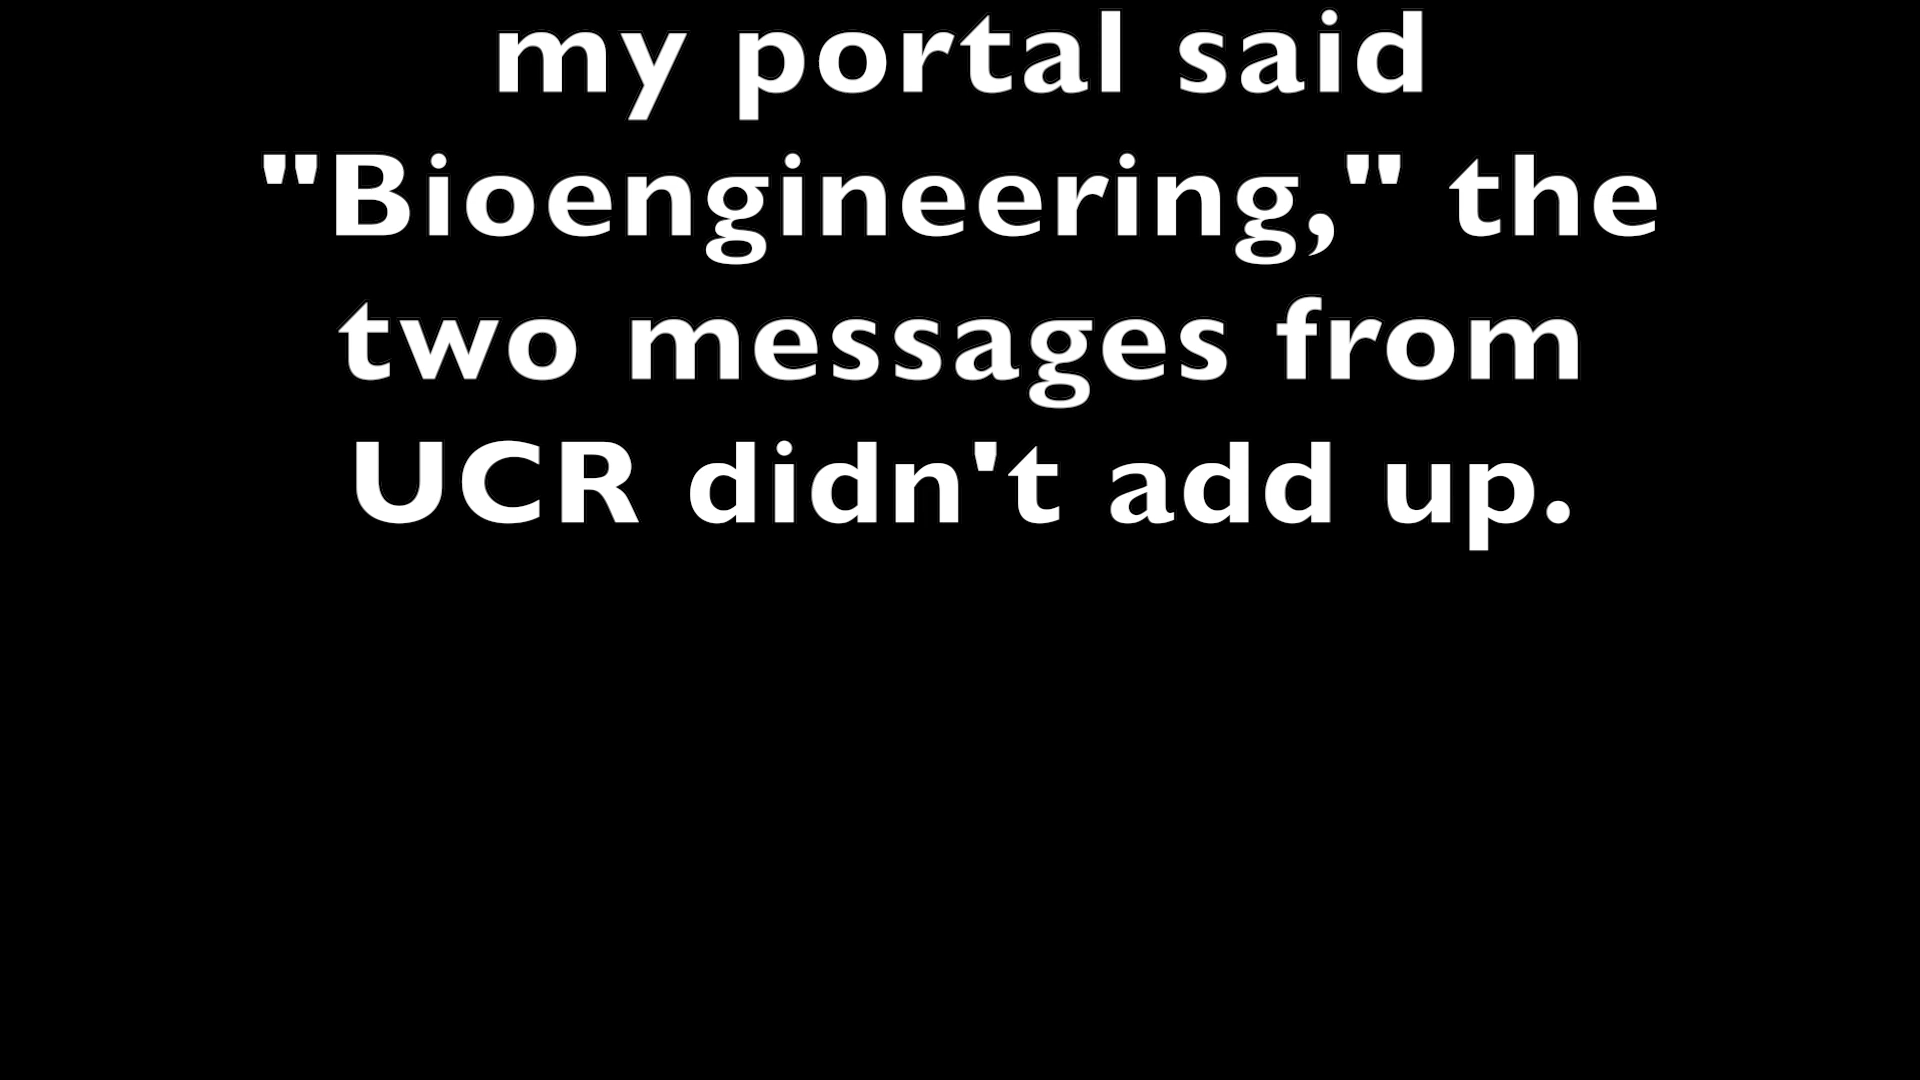 my portal said
"Bioengineering," the
two messages from
UCR didn't add up.